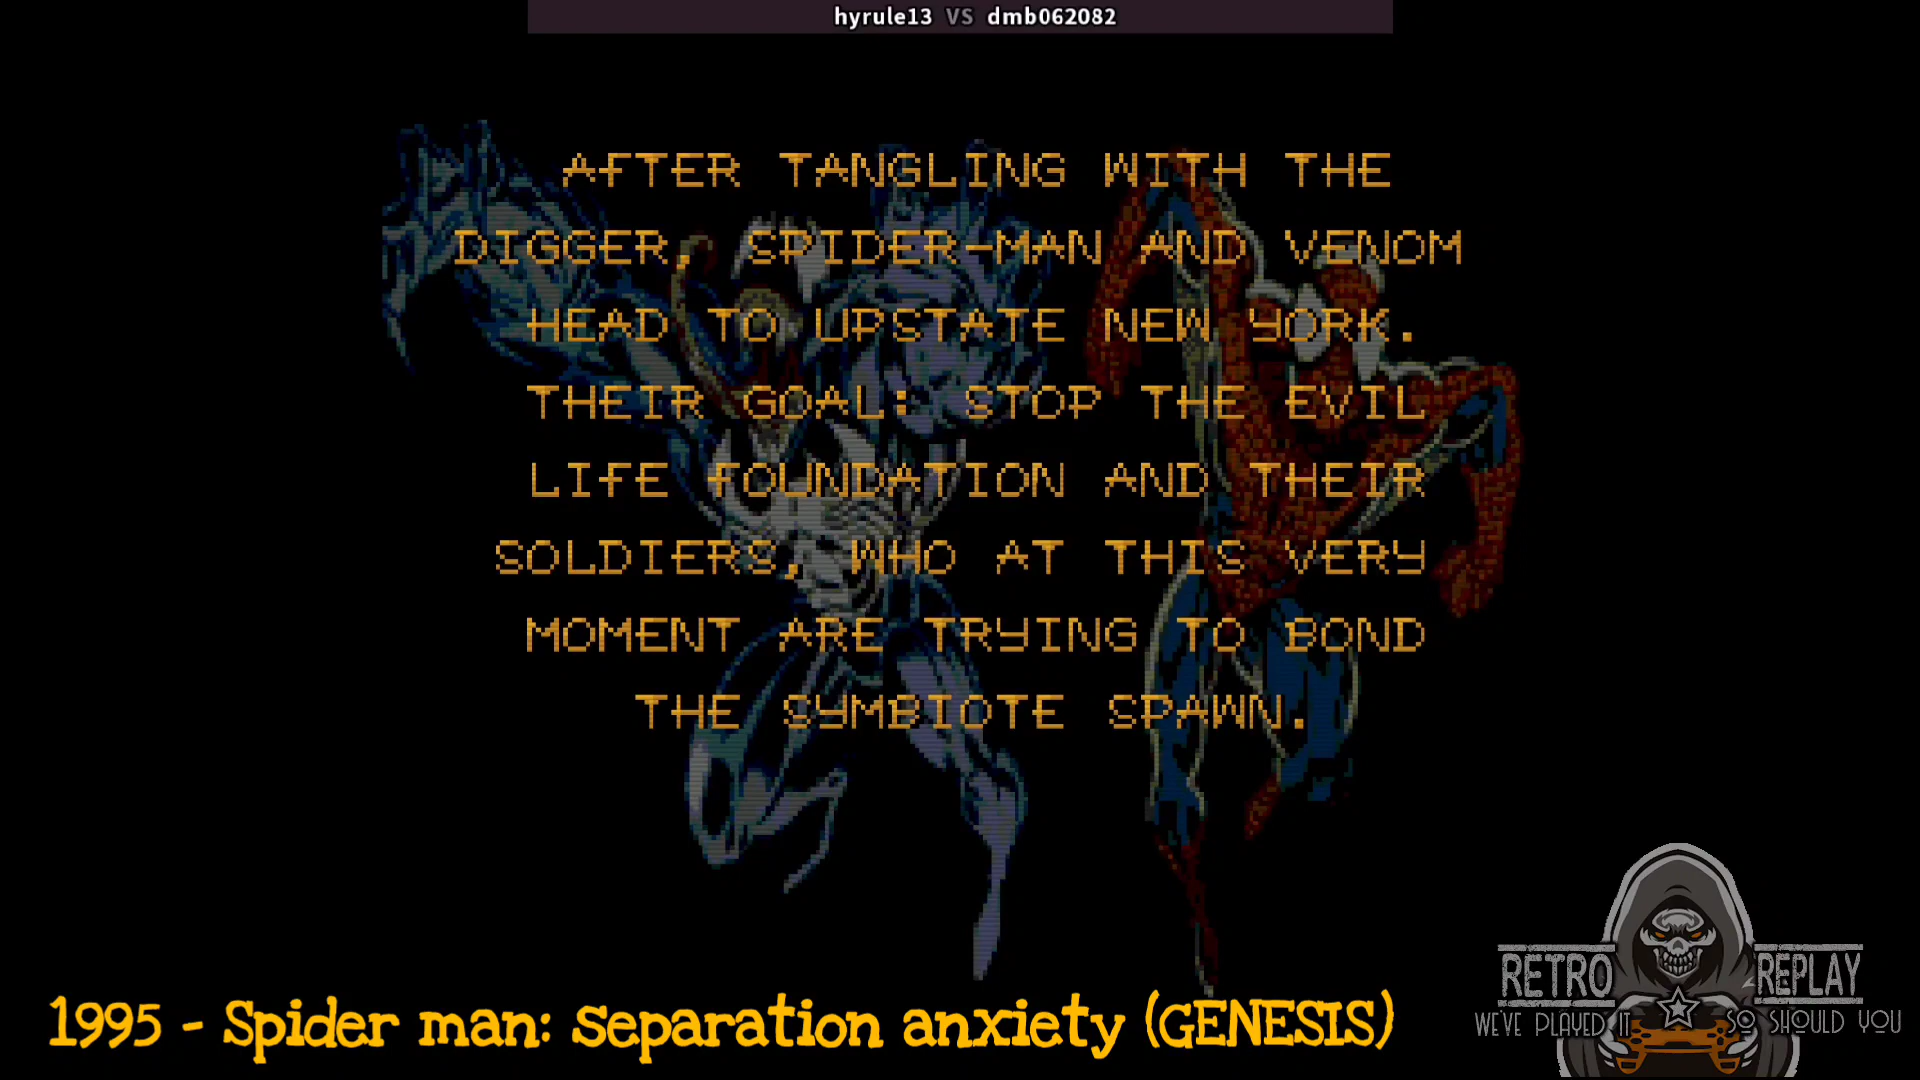 hyrule13 VS dmb062082
AFTER TANGLING WITH THE
DIGGER, SPIDER-MAN AND VENOM
HEAD TO UPSTATE NEW YORK.
THEIR GOAL: STOP THE EVIL
LIFE FOUNDATION AND THEIR
SOLDIERS, WHO AT THIS VERY
MOMENT ARE TRYING TO BOND
THE SYMBIOTE SPAWN.
RETRO REPLAY
WE'VE PLAYED IT SO SHOULD YOU
1995 - Spider man: separation anxiety (GENESIS)